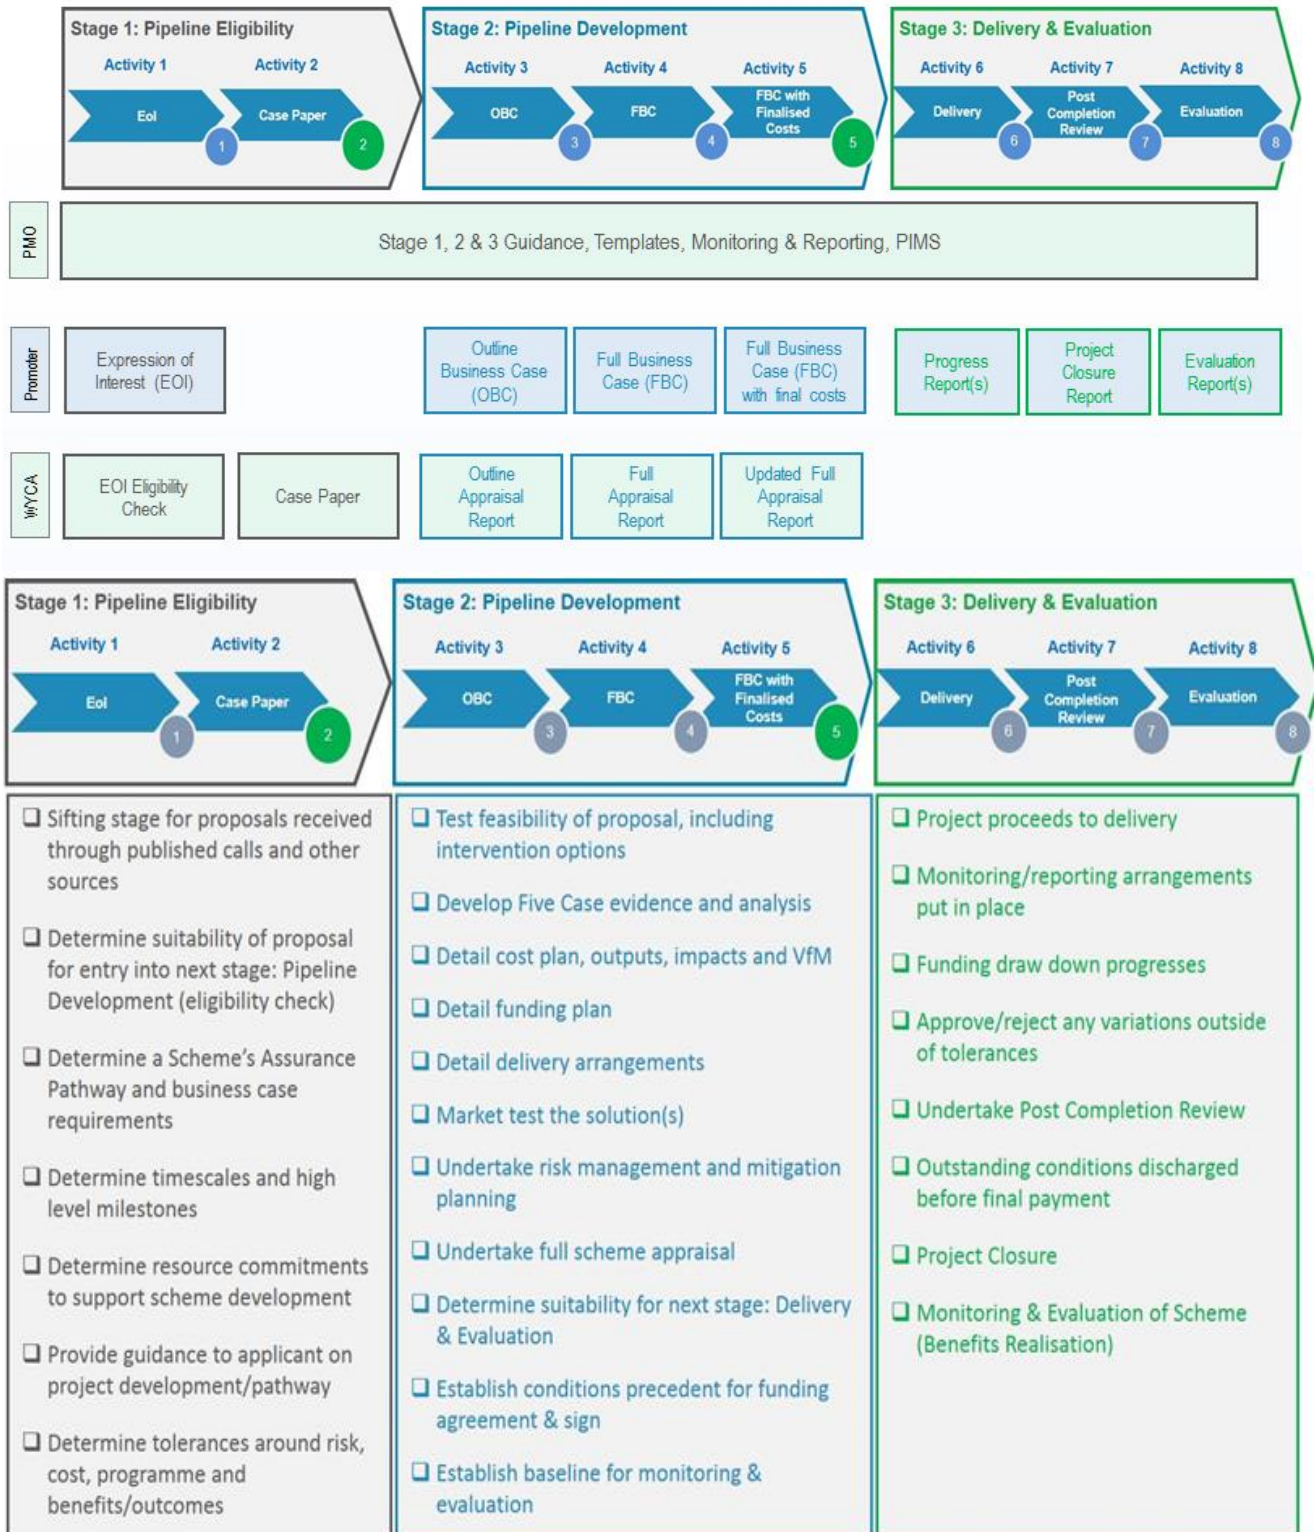 Stage 1: Pipeline Eligibility
Activity 1
Activity 2
EoI
Case Paper
1
2
Stage 2: Pipeline Development
Activity 3
Activity 4
Activity 5
OBC
FBC
FBC with
Finalised
Costs
3
4
5
Stage 3: Delivery & Evaluation
Activity 6
Activity 7
Activity 8
Delivery
Post
Completion
Review
Evaluation
6
7
8
PMO
Stage 1, 2 & 3 Guidance, Templates, Monitoring & Reporting, PIMS
Promoter
Expression of
Interest (EOI)
Outline
Business Case
(OBC)
Full Business
Case (FBC)
Full Business
Case (FBC)
with final costs
Progress
Report(s)
Project
Closure
Report
Evaluation
Report(s)
WYCA
EOI Eligibility
Check
Case Paper
Outline
Appraisal
Report
Full
Appraisal
Report
Updated Full
Appraisal
Report
Stage 1: Pipeline Eligibility
Activity 1
Activity 2
EoI
Case Paper
1
2
Stage 2: Pipeline Development
Activity 3
Activity 4
Activity 5
OBC
FBC
FBC with
Finalised
Costs
3
4
5
Stage 3: Delivery & Evaluation
Activity 6
Activity 7
Activity 8
Delivery
Post
Completion
Review
Evaluation
6
7
8
Sifting stage for proposals received
through published calls and other
sources
Determine suitability of proposal
for entry into next stage: Pipeline
Development (eligibility check)
Determine a Scheme's Assurance
Pathway and business case
requirements
Determine timescales and high
level milestones
Determine resource commitments
to support scheme development
Provide guidance to applicant on
project development/pathway
Determine tolerances around risk,
cost, programme and
benefits/outcomes
Test feasibility of proposal, including
intervention options
Develop Five Case evidence and analysis
Detail cost plan, outputs, impacts and VfM
Detail funding plan
Detail delivery arrangements
Market test the solution(s)
Undertake risk management and mitigation
planning
Undertake full scheme appraisal
Determine suitability for next stage: Delivery
& Evaluation
Establish conditions precedent for funding
agreement & sign
Establish baseline for monitoring &
evaluation
Project proceeds to delivery
Monitoring/reporting arrangements
put in place
Funding draw down progresses
Approve/reject any variations outside
of tolerances
Undertake Post Completion Review
Outstanding conditions discharged
before final payment
Project Closure
Monitoring & Evaluation of Scheme
(Benefits Realisation)